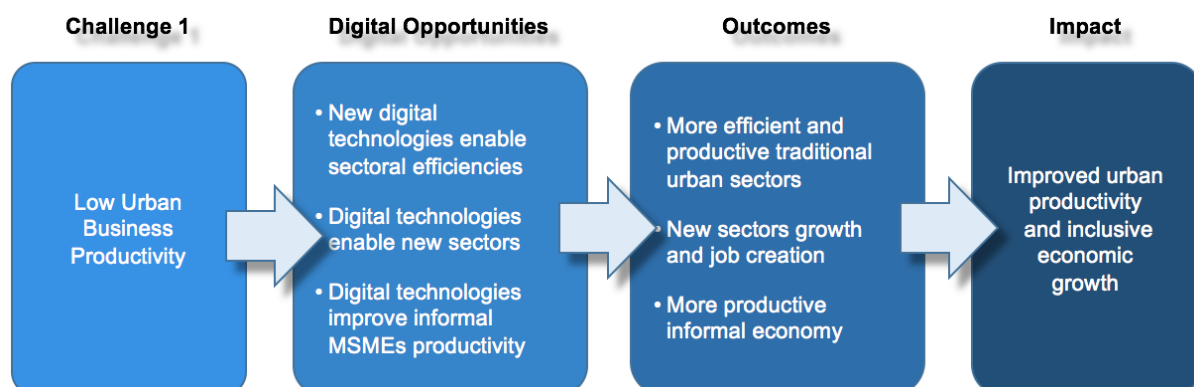 Challenge 1
Digital Opportunities
Outcomes
Impact
Low Urban
Business
Productivity
• New digital
technologies enable
sectoral efficiencies
• Digital technologies
enable new sectors
• Digital technologies
improve informal
MSMEs productivity
• More efficient and
productive traditional
urban sectors
• New sectors growth
and job creation
• More productive
informal economy
Improved urban
productivity
and inclusive
economic
growth